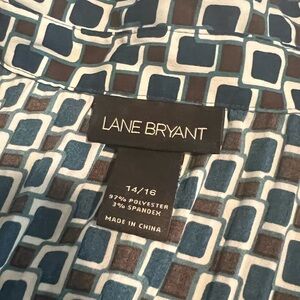 LANE BRYANT
14/16
97% POLYESTER
3% SPANDEX
MADE IN CHINA